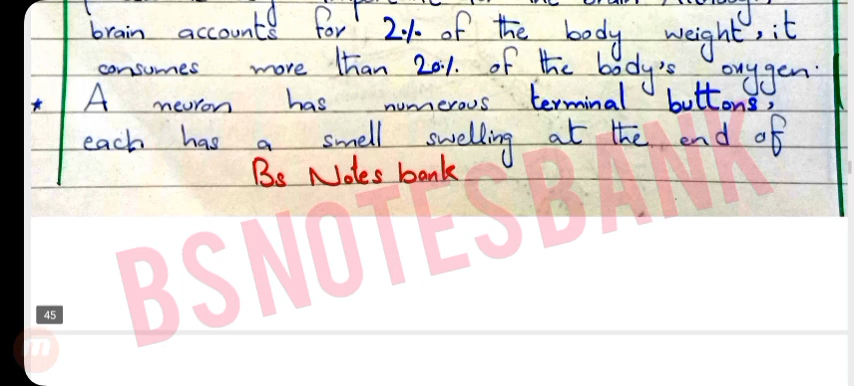 brain accounts for 2% of the body weight, it
consumes more than 20% of the body's oxygen.
* A neuron has numerous terminal buttons,
each has a smell swelling at the end of
Bs Notes bank
BSNOTESBANK
45